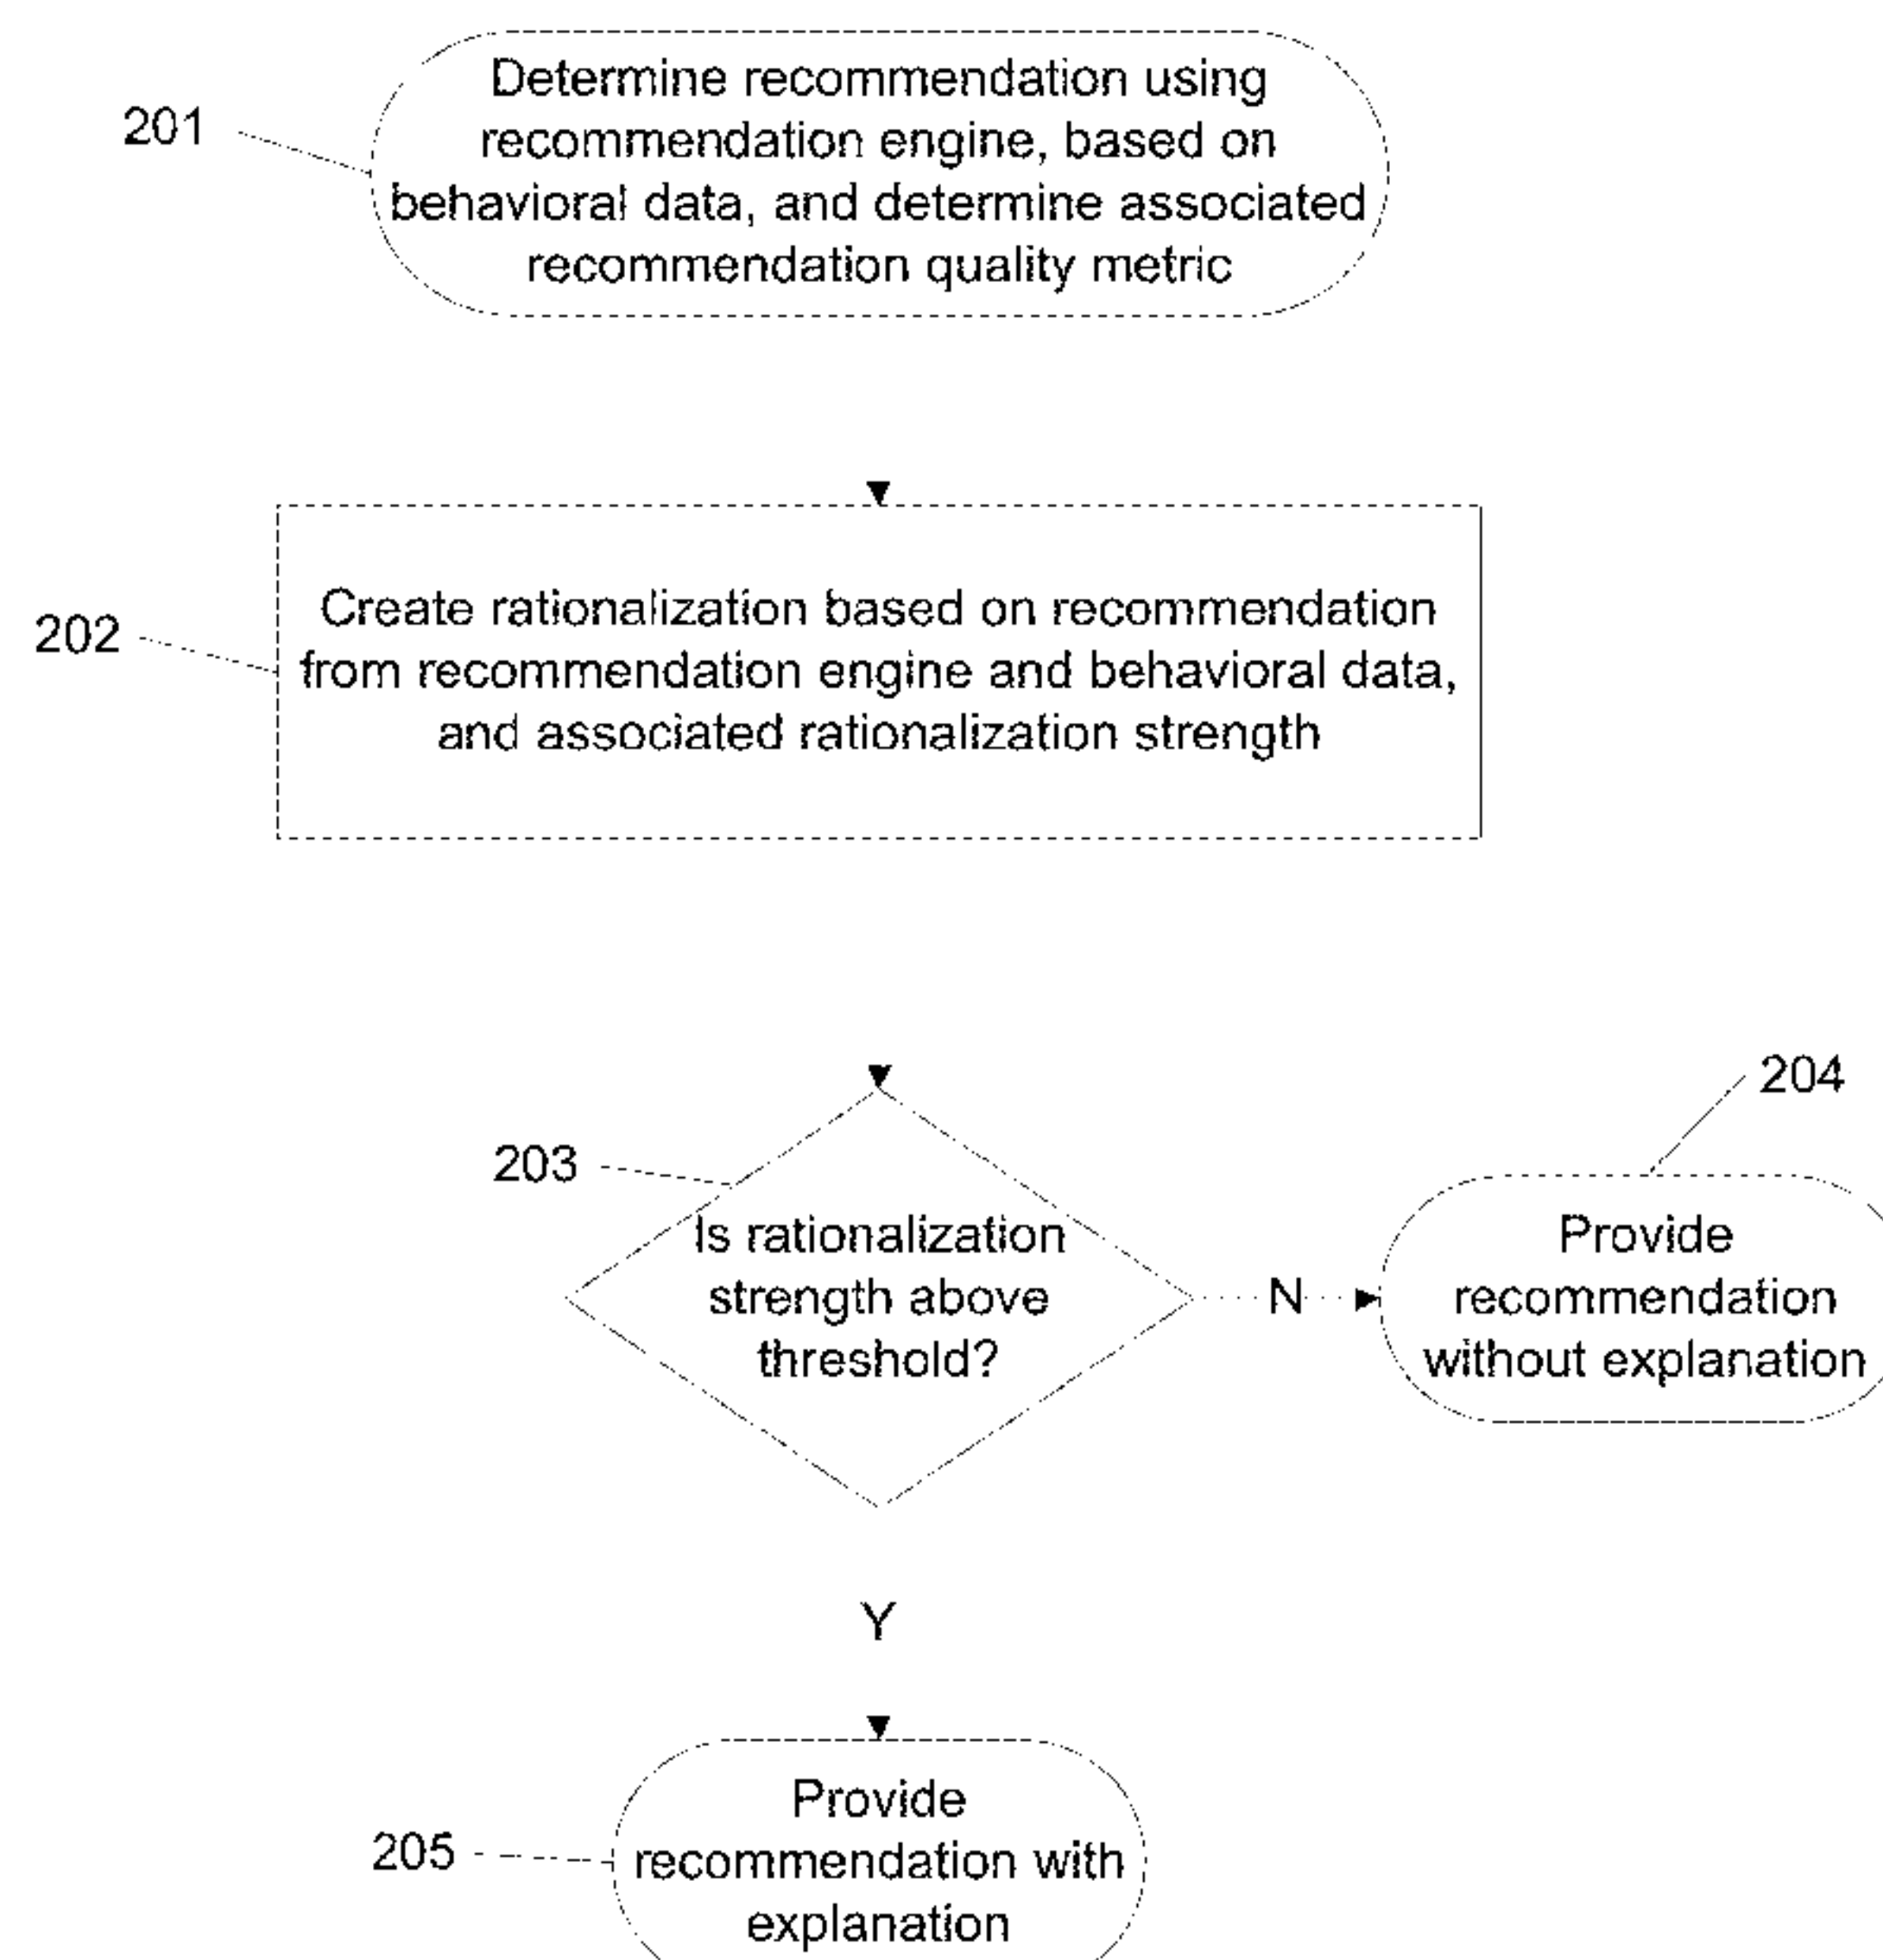 201
Determine recommendation using
recommendation engine, based on
behavioral data, and determine associated
recommendation quality metric
202
Create rationalization based on recommendation
from recommendation engine and behavioral data,
and associated rationalization strength
203
Is rationalization
strength above
threshold?
N
204
Provide
recommendation
without explanation
Y
205
Provide
recommendation with
explanation